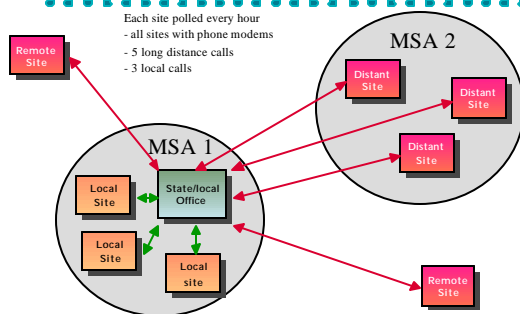 Each site polled every hour
- all sites with phone modems
- 5 long distance calls
- 3 local calls
MSA 2
Remote
Site
Distant
Site
Distant
Site
Distant
Site
MSA 1
State/local
Office
Local
Site
Local
Site
Local
site
Remote
Site